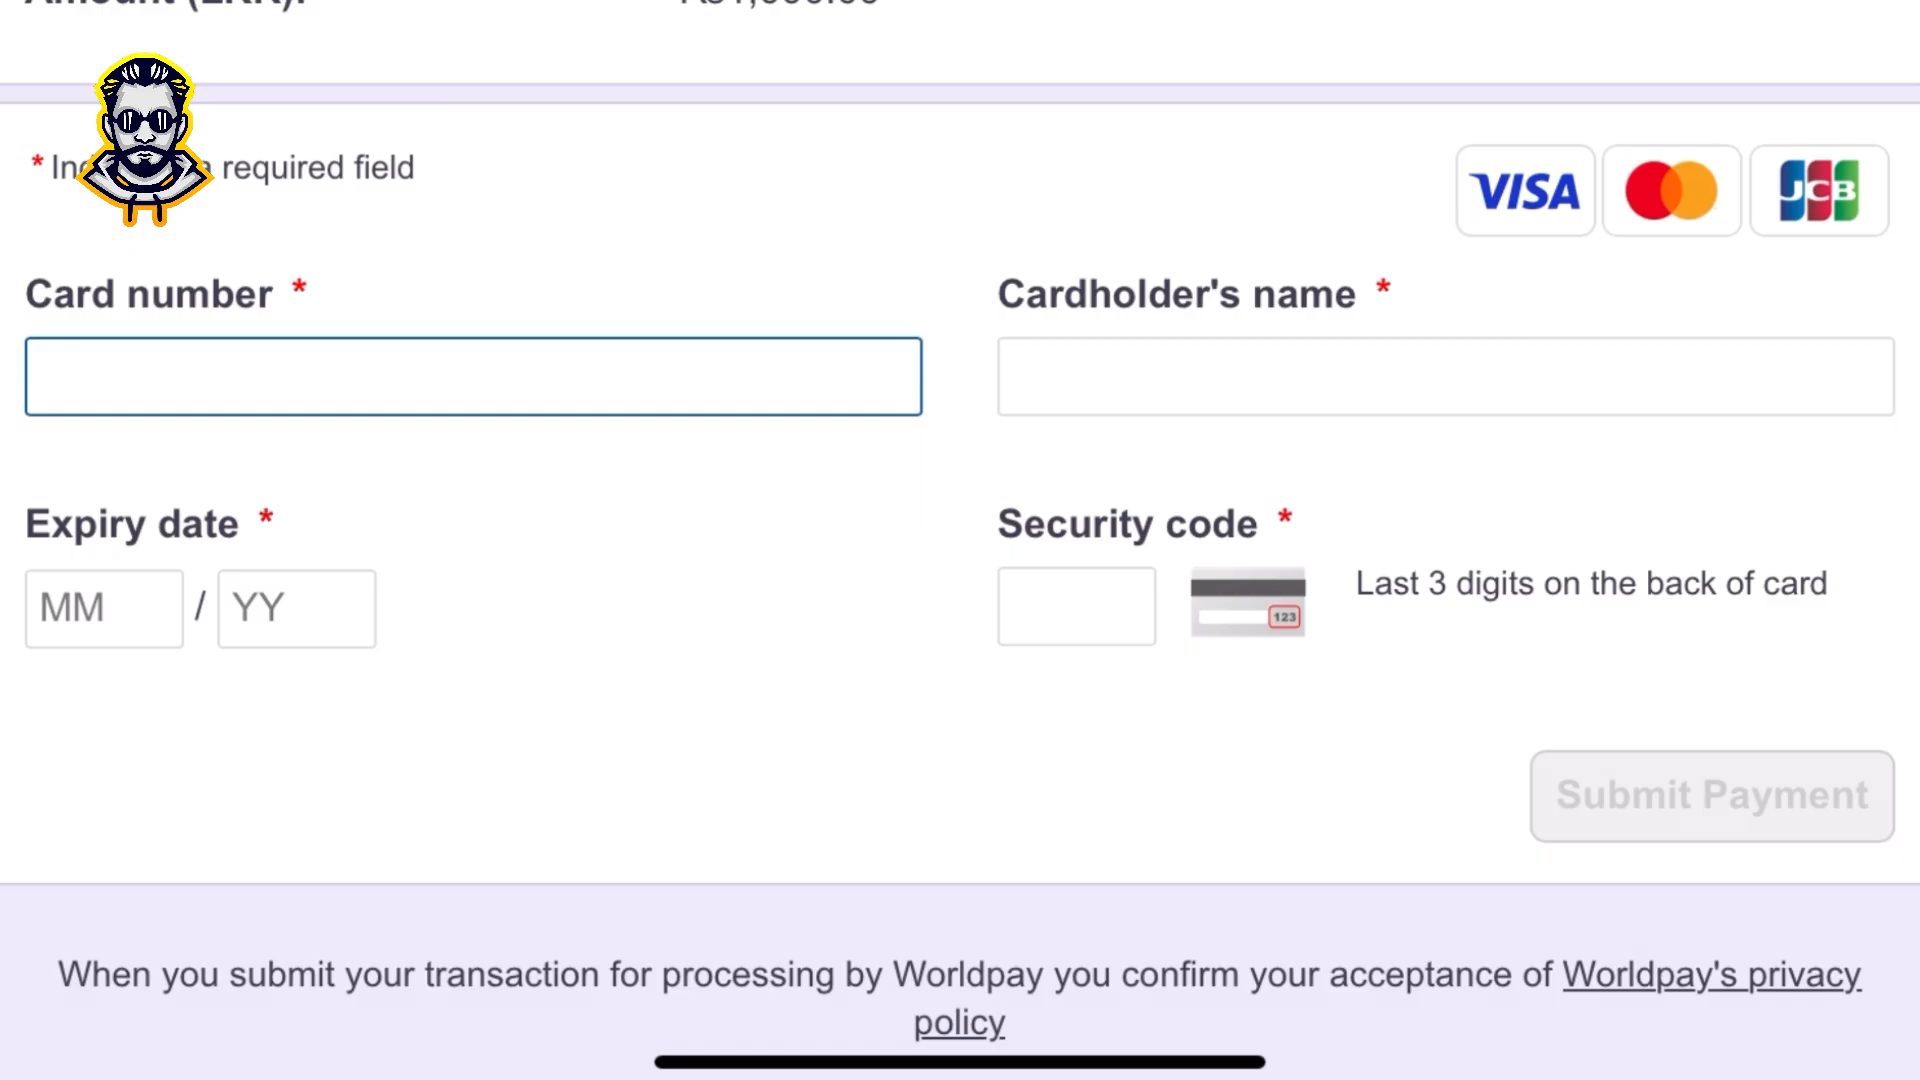 * required field
VISA
JCB
Card number *
Cardholder's name *
Expiry date *
MM / YY
Security code *
123
Last 3 digits on the back of card
Submit Payment
When you submit your transaction for processing by Worldpay you confirm your acceptance of Worldpay's privacy
policy